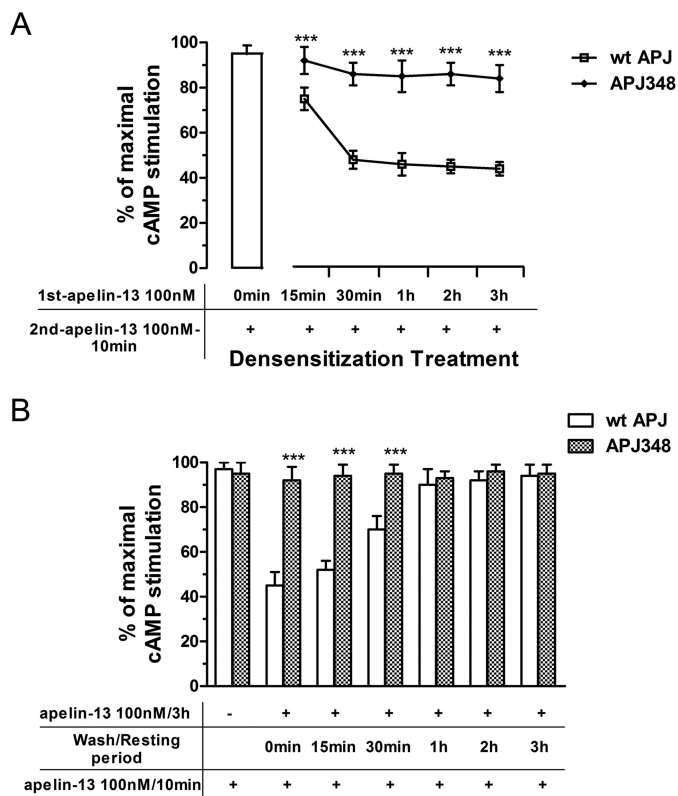 A
% of maximal
cAMP stimulation
100
80
60
40
20
0
*** *** *** *** ***
wt APJ
APJ348
1st-apelin-13 100nM 0min 15min 30min 1h 2h 3h
2nd-apelin-13 100nM-
10min
+ + + + + +
Densensitization Treatment
B
wt APJ
APJ348
% of maximal
cAMP stimulation
100
80
60
40
20
0
*** *** ***
apelin-13 100nM/3h - + + + + + +
Wash/Resting
period
0min 15min 30min 1h 2h 3h
apelin-13 100nM/10min + + + + + + +